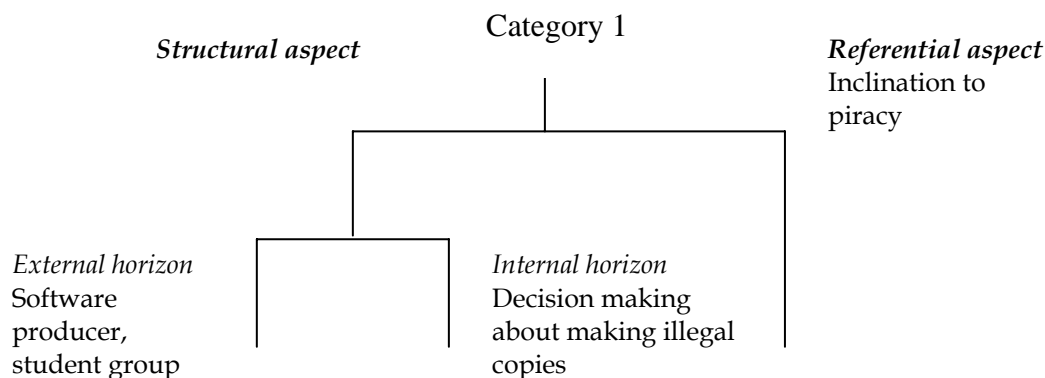 Category 1
Structural aspect
Referential aspect
Inclination to
piracy
External horizon
Software
producer,
student group
Internal horizon
Decision making
about making illegal
copies